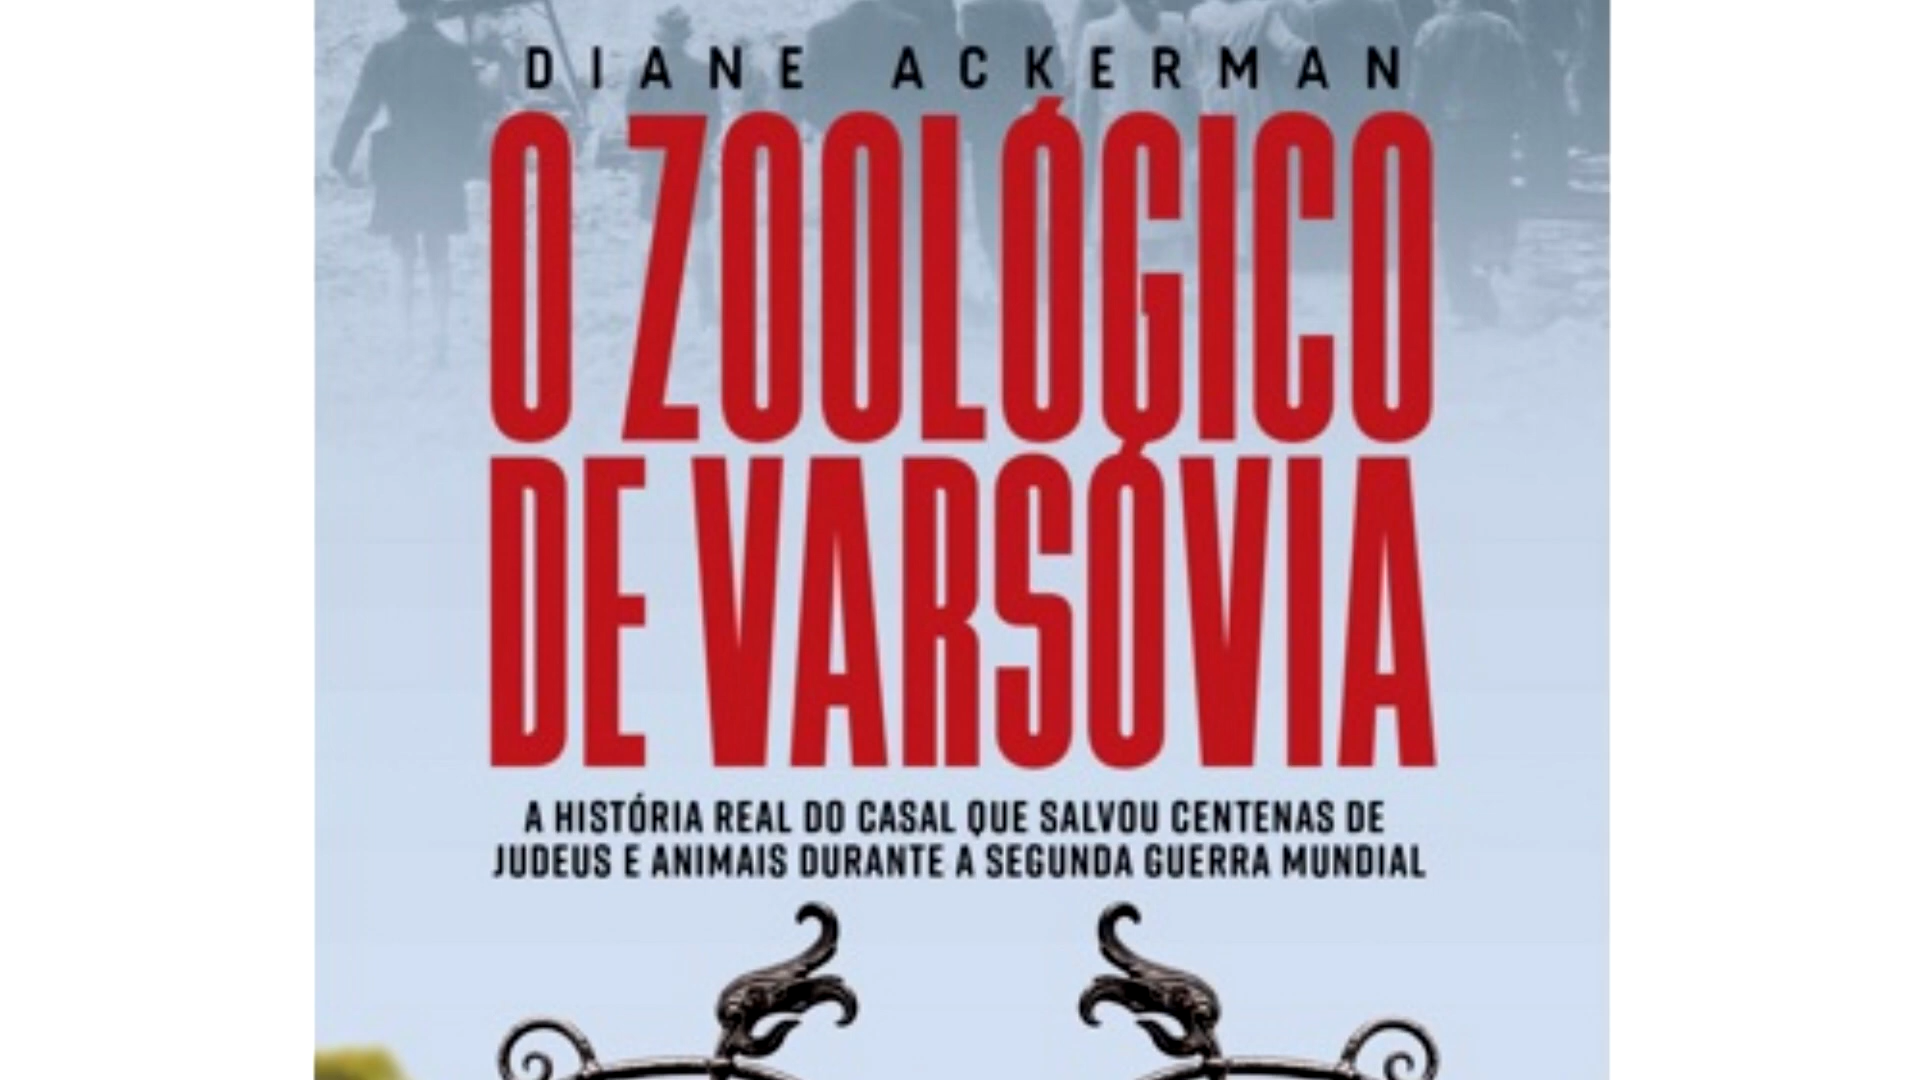 DIANE ACKERMAN
O ZOOLÓGICO
DE VARSÓVIA
A HISTÓRIA REAL DO CASAL QUE SALVOU CENTENAS DE
JUDEUS E ANIMAIS DURANTE A SEGUNDA GUERRA MUNDIAL